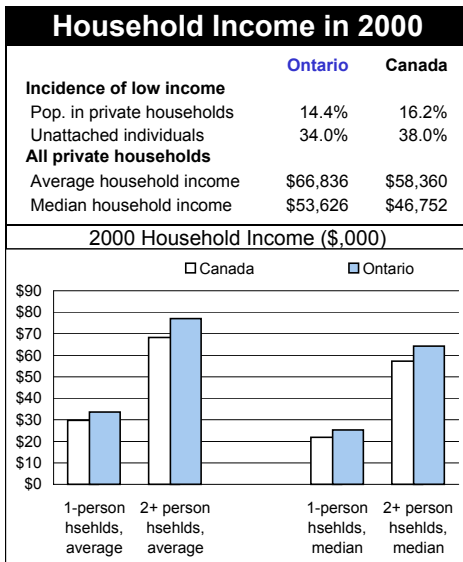 Household Income in 2000
Ontario Canada
Incidence of low income
Pop. in private households 14.4% 16.2%
Unattached individuals 34.0% 38.0%
All private households
Average household income $66,836 $58,360
Median household income $53,626 $46,752
2000 Household Income ($,000)
Canada Ontario
$90
$80
$70
$60
$50
$40
$30
$20
$10
$0
1-person 2+ person 1-person 2+ person
hsehlds, hsehlds, hsehlds, hsehlds,
average average median median